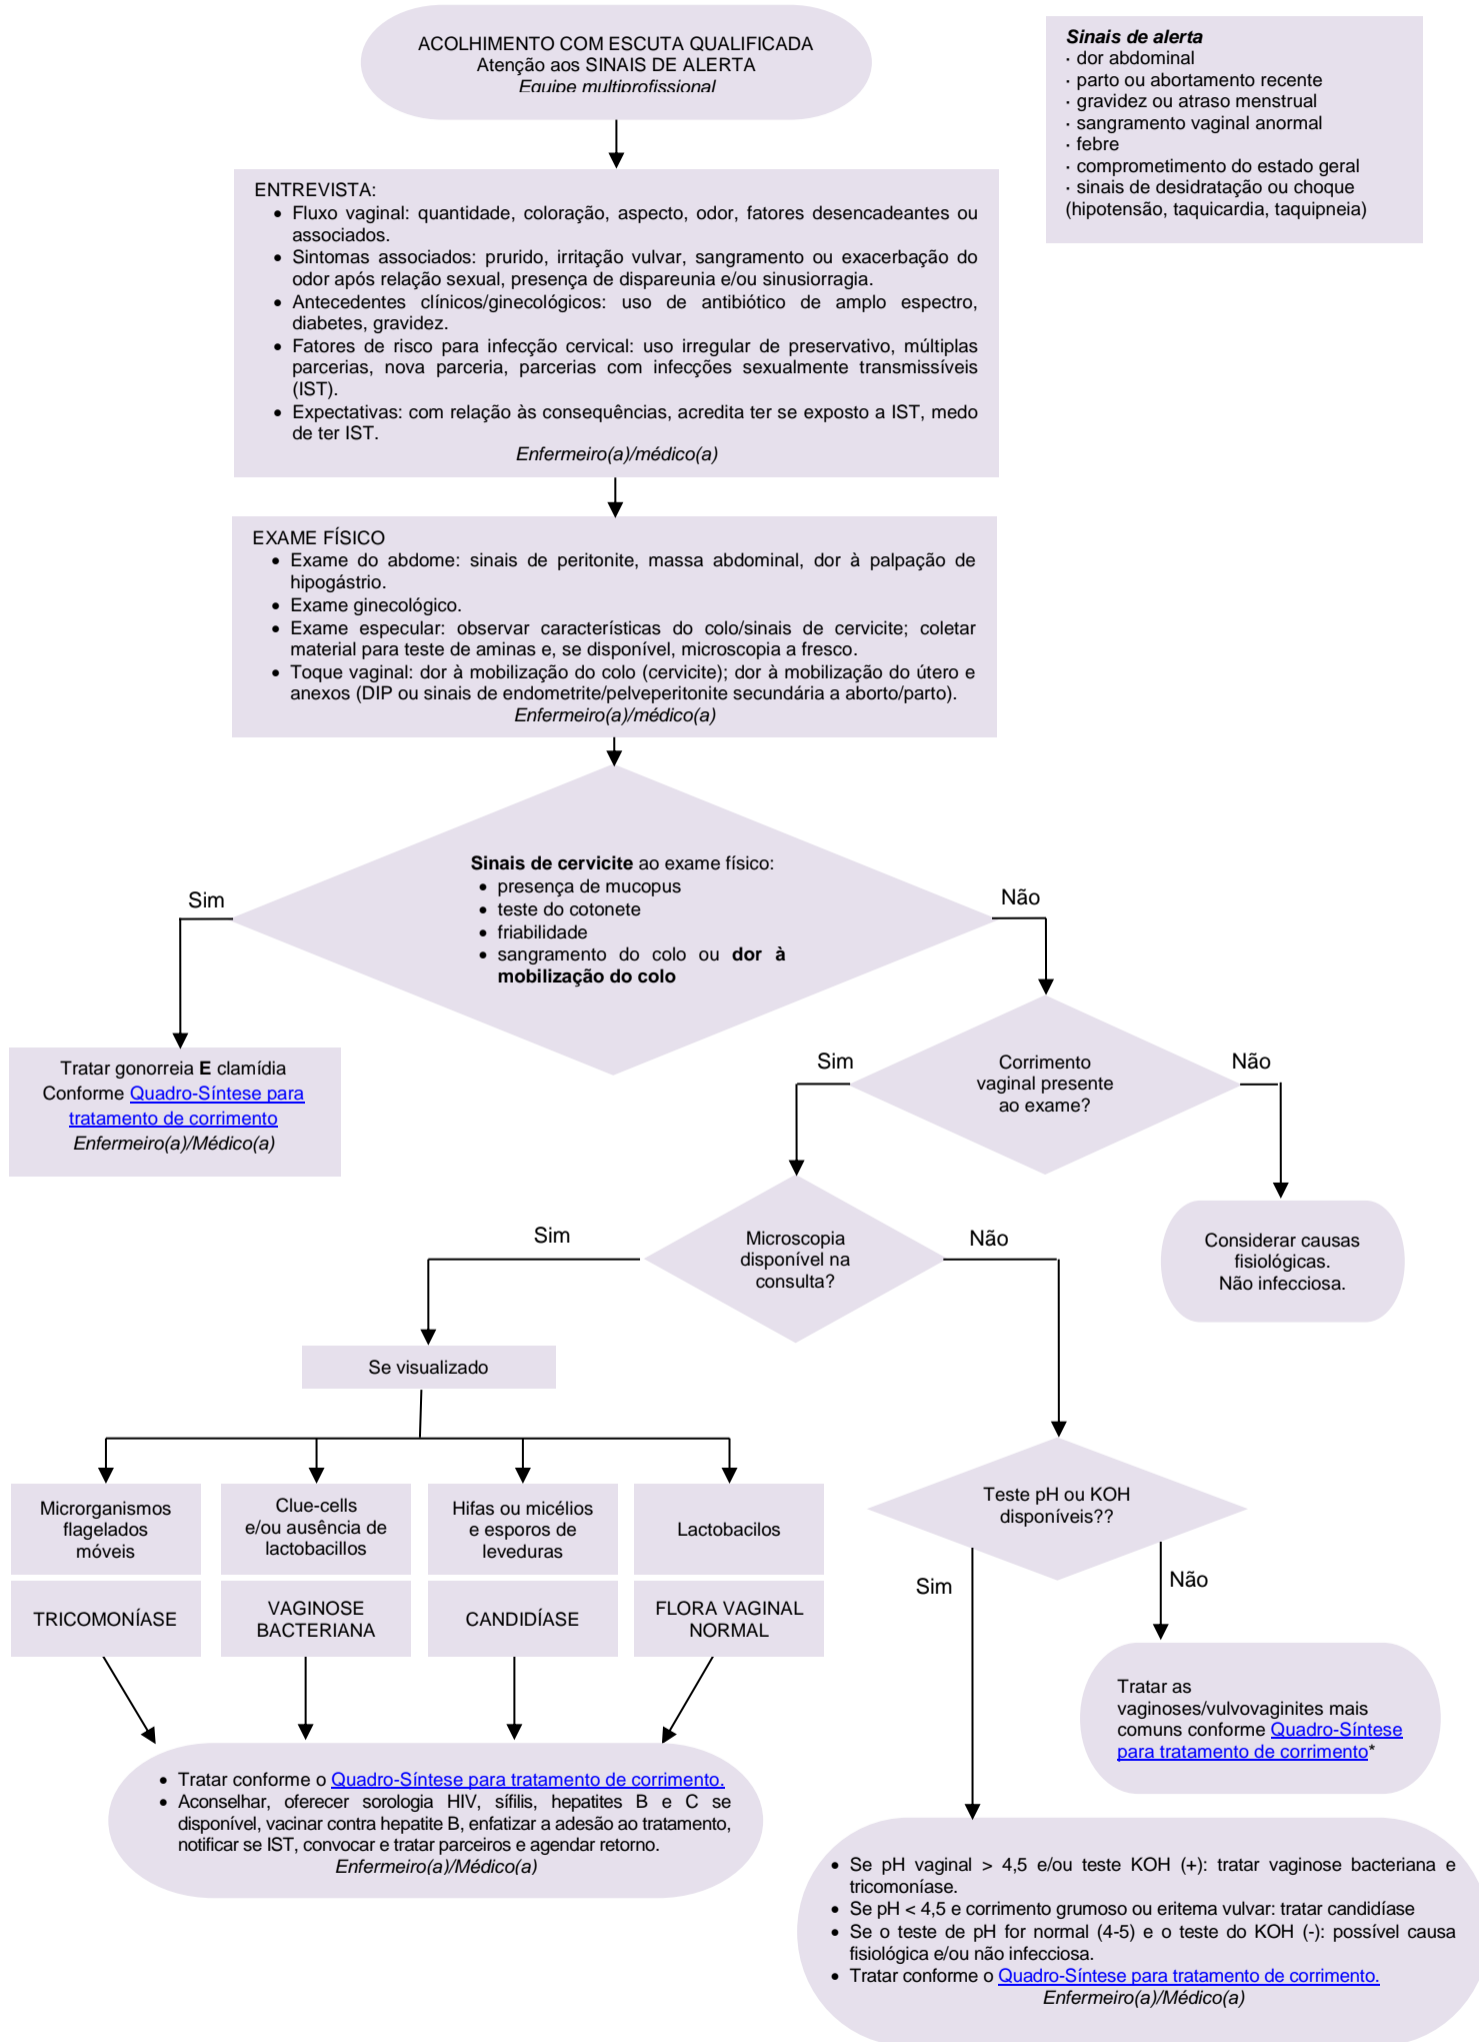 ACOLHIMENTO COM ESCUTA QUALIFICADA
Atenção aos SINAIS DE ALERTA
Equipe multiprofissional
Sinais de alerta
· dor abdominal
· parto ou abortamento recente
· gravidez ou atraso menstrual
· sangramento vaginal anormal
· febre
· comprometimento do estado geral
· sinais de desidratação ou choque
(hipotensão, taquicardia, taquipneia)
ENTREVISTA:
• Fluxo vaginal: quantidade, coloração, aspecto, odor, fatores desencadeantes ou
associados.
• Sintomas associados: prurido, irritação vulvar, sangramento ou exacerbação do
odor após relação sexual, presença de dispareunia e/ou sinusiorragia.
• Antecedentes clínicos/ginecológicos: uso de antibiótico de amplo espectro,
diabetes, gravidez.
• Fatores de risco para infecção cervical: uso irregular de preservativo, múltiplas
parcerias, nova parceria, parcerias com infecções sexualmente transmissíveis
(IST).
• Expectativas: com relação às consequências, acredita ter se exposto a IST, medo
de ter IST.
Enfermeiro(a)/médico(a)
EXAME FÍSICO
• Exame do abdome: sinais de peritonite, massa abdominal, dor à palpação de
hipogástrio.
• Exame ginecológico.
• Exame especular: observar características do colo/sinais de cervicite; coletar
material para teste de aminas e, se disponível, microscopia a fresco.
• Toque vaginal: dor à mobilização do colo (cervicite); dor à mobilização do útero e
anexos (DIP ou sinais de endometrite/pelveperitonite secundária a aborto/parto).
Enfermeiro(a)/médico(a)
Sinais de cervicite ao exame físico:
• presença de mucopus
• teste do cotonete
• friabilidade
• sangramento do colo ou dor à
mobilização do colo
Sim
Não
Tratar gonorreia E clamídia
Conforme Quadro-Síntese para
tratamento de corrimento
Enfermeiro(a)/Médico(a)
Sim
Corrimento
vaginal presente
ao exame?
Não
Considerar causas
fisiológicas.
Não infecciosa.
Sim
Microscopia
disponível na
consulta?
Não
Se visualizado
Microrganismos
flagelados
móveis
Clue-cells
e/ou ausência de
lactobacillos
Hifas ou micélios
e esporos de
leveduras
Lactobacilos
TRICOMONÍASE
VAGINOSE
BACTERIANA
CANDIDÍASE
FLORA VAGINAL
NORMAL
Teste pH ou KOH
disponíveis??
Sim
Não
Tratar as
vaginoses/vulvovaginites mais
comuns conforme Quadro-Síntese
para tratamento de corrimento*
• Tratar conforme o Quadro-Síntese para tratamento de corrimento.
• Aconselhar, oferecer sorologia HIV, sífilis, hepatites B e C se
disponível, vacinar contra hepatite B, enfatizar a adesão ao tratamento,
notificar se IST, convocar e tratar parceiros e agendar retorno.
Enfermeiro(a)/Médico(a)
• Se pH vaginal > 4,5 e/ou teste KOH (+): tratar vaginose bacteriana e
tricomoníase.
• Se pH < 4,5 e corrimento grumoso ou eritema vulvar: tratar candidíase
• Se o teste de pH for normal (4-5) e o teste do KOH (-): possível causa
fisiológica e/ou não infecciosa.
• Tratar conforme o Quadro-Síntese para tratamento de corrimento.
Enfermeiro(a)/Médico(a)